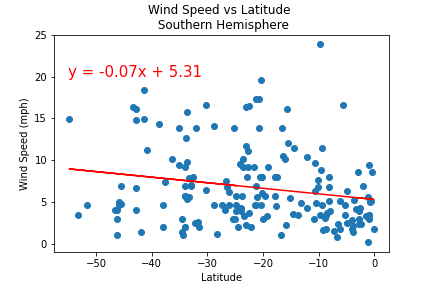 Wind Speed vs Latitude
Southern Hemisphere
25
20
15
10
5
0
Wind Speed (mph)
y = -0.07x + 5.31
−50
−40
−30
−20
−10
0
Latitude